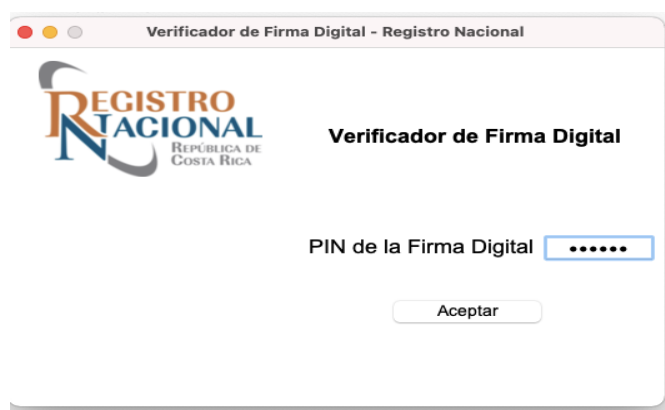 Verificador de Firma Digital - Registro Nacional
REGISTRO
NACIONAL
REPÚBLICA DE
COSTA RICA
Verificador de Firma Digital
PIN de la Firma Digital ••••••
Aceptar